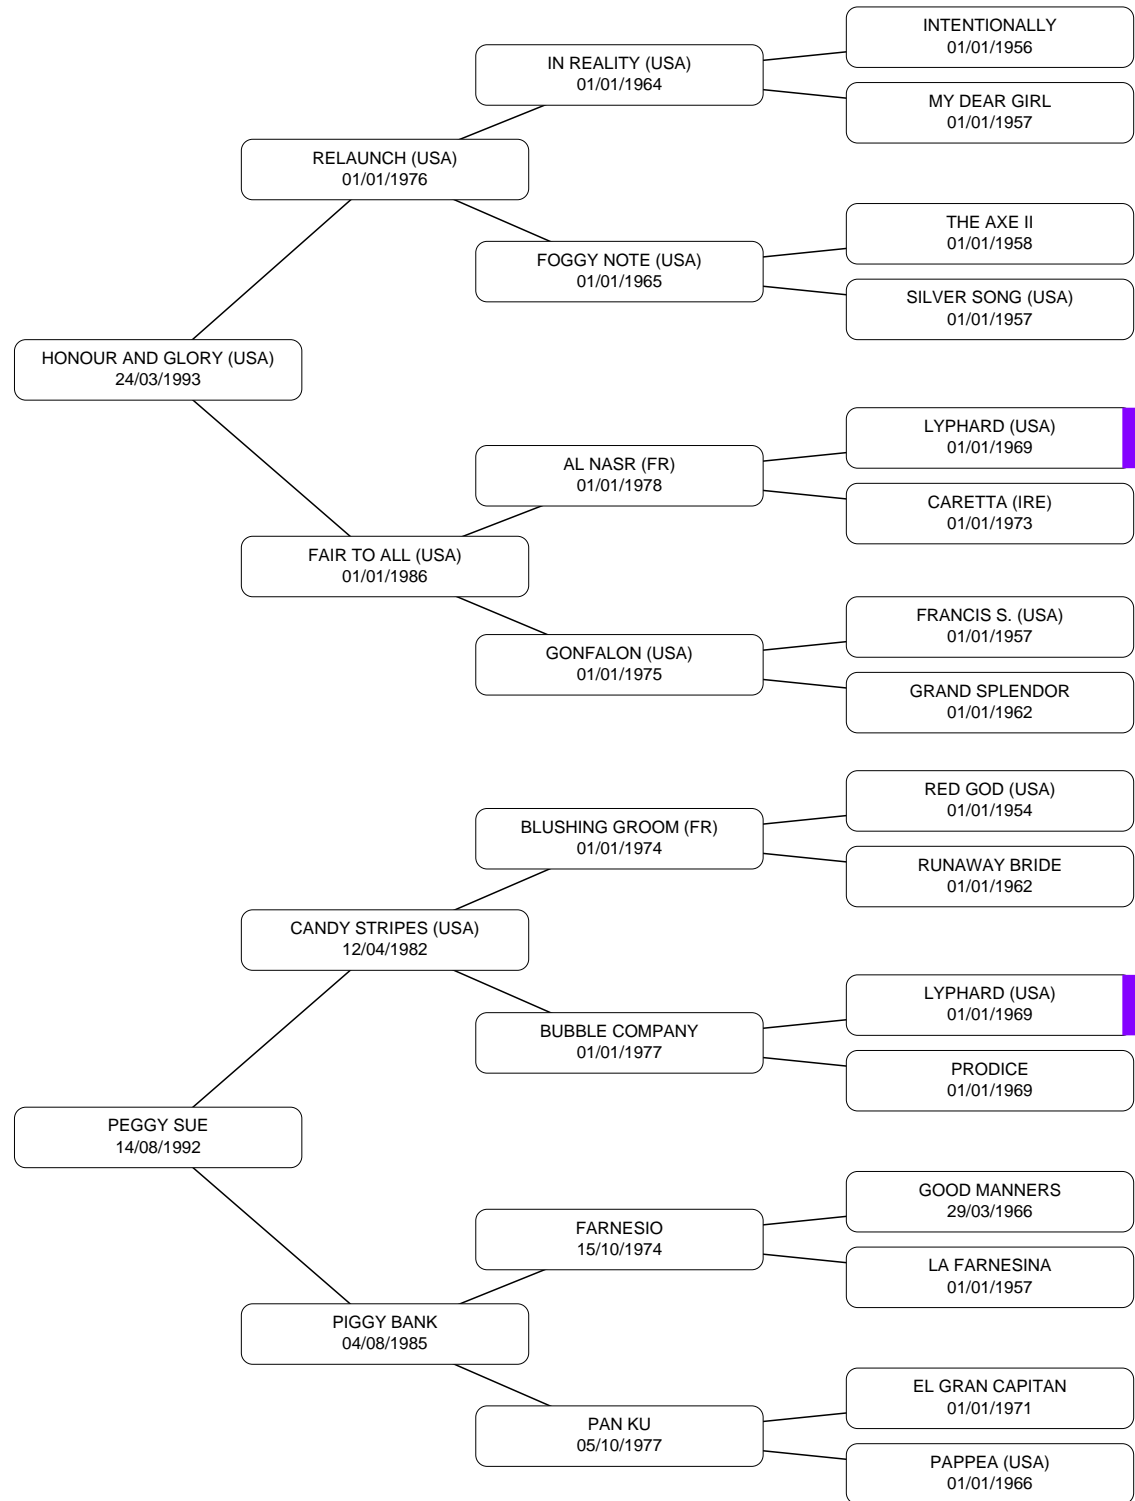 INTENTIONALLY
01/01/1956
IN REALITY (USA)
01/01/1964
MY DEAR GIRL
01/01/1957
RELAUNCH (USA)
01/01/1976
THE AXE II
01/01/1958
FOGGY NOTE (USA)
01/01/1965
SILVER SONG (USA)
01/01/1957
HONOUR AND GLORY (USA)
24/03/1993
LYPHARD (USA)
01/01/1969
AL NASR (FR)
01/01/1978
CARETTA (IRE)
01/01/1973
FAIR TO ALL (USA)
01/01/1986
FRANCIS S. (USA)
01/01/1957
GONFALON (USA)
01/01/1975
GRAND SPLENDOR
01/01/1962
RED GOD (USA)
01/01/1954
BLUSHING GROOM (FR)
01/01/1974
RUNAWAY BRIDE
01/01/1962
CANDY STRIPES (USA)
12/04/1982
LYPHARD (USA)
01/01/1969
BUBBLE COMPANY
01/01/1977
PRODICE
01/01/1969
PEGGY SUE
14/08/1992
GOOD MANNERS
29/03/1966
FARNESIO
15/10/1974
LA FARNESINA
01/01/1957
PIGGY BANK
04/08/1985
EL GRAN CAPITAN
01/01/1971
PAN KU
05/10/1977
PAPPEA (USA)
01/01/1966